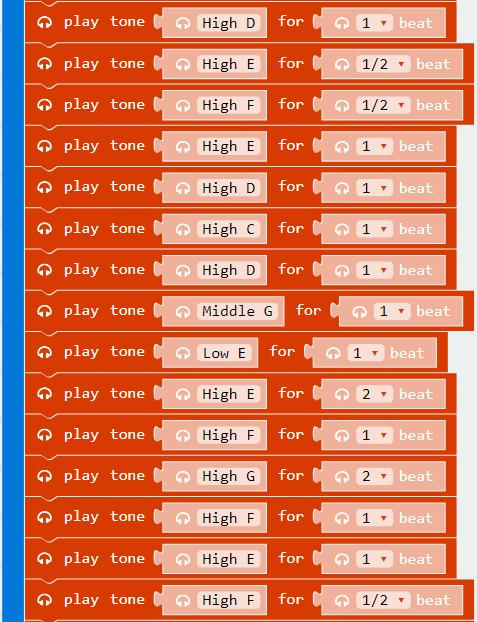 play tone High D for 1 beat
play tone High E for 1/2 beat
play tone High F for 1/2 beat
play tone High E for 1 beat
play tone High D for 1 beat
play tone High C for 1 beat
play tone High D for 1 beat
play tone Middle G for 1 beat
play tone Low E for 1 beat
play tone High E for 2 beat
play tone High F for 1 beat
play tone High G for 2 beat
play tone High F for 1 beat
play tone High E for 1 beat
play tone High F for 1/2 beat